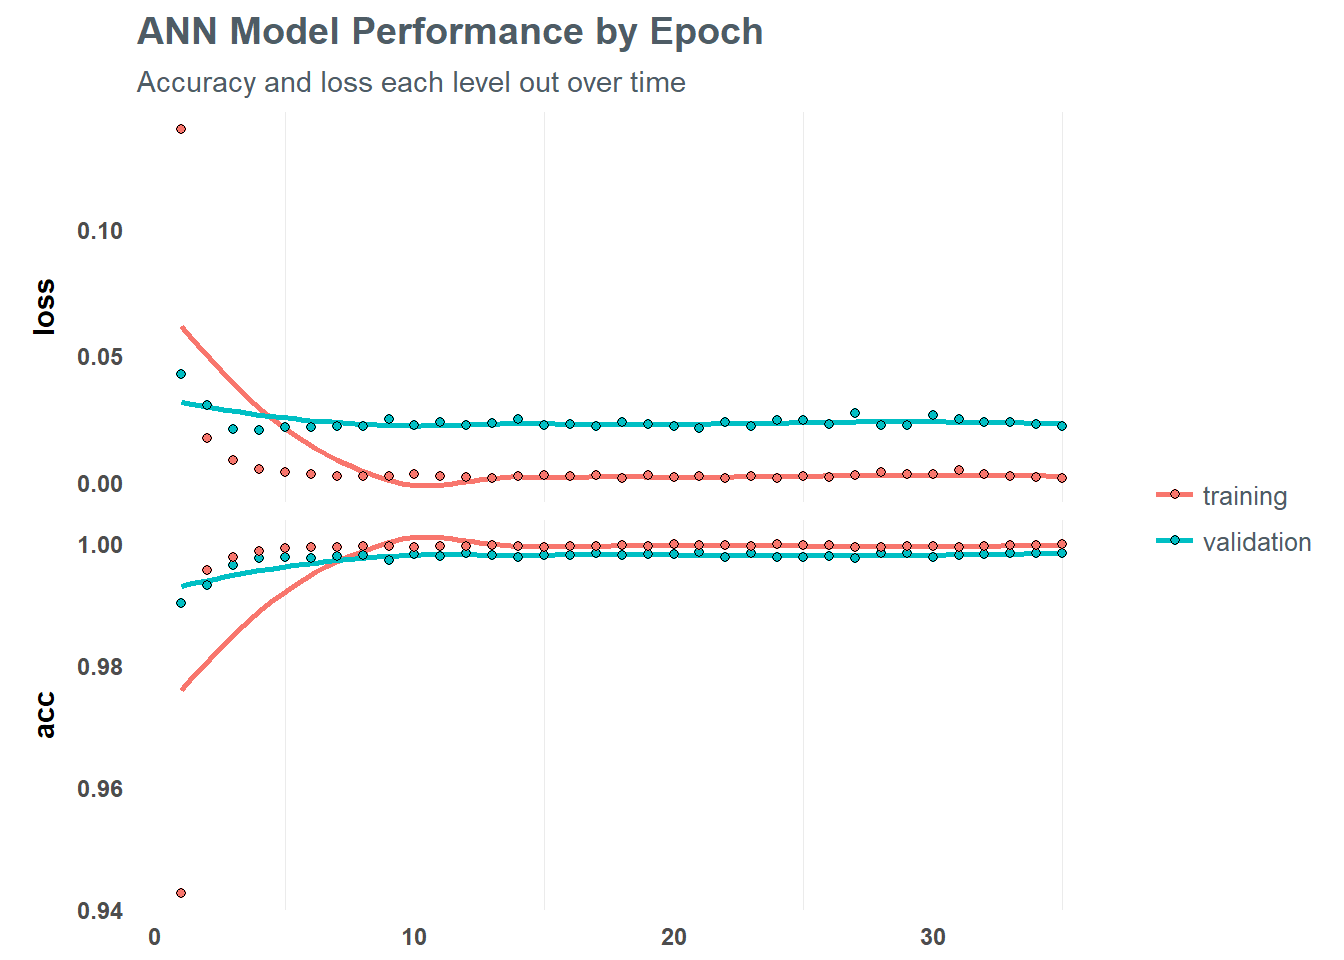 ANN Model Performance by Epoch
Accuracy and loss each level out over time
loss
0.10
0.05
0.00
acc
1.00
0.98
0.96
0.94
0 10 20 30
training
validation